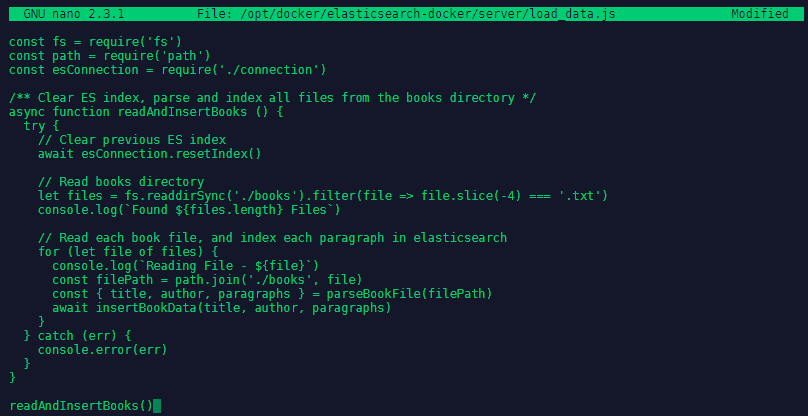 GNU nano 2.3.1 File: /opt/docker/elasticsearch-docker/server/load_data.js Modified
const fs = require('fs')
const path = require('path')
const esConnection = require('./connection')
/** Clear ES index, parse and index all files from the books directory */
async function readAndInsertBooks () {
  try {
    // Clear previous ES index
    await esConnection.resetIndex()
    // Read books directory
    let files = fs.readdirSync('./books').filter(file => file.slice(-4) === '.txt')
    console.log(`Found ${files.length} Files`)
    // Read each book file, and index each paragraph in elasticsearch
    for (let file of files) {
      console.log(`Reading File - ${file}`)
      const filePath = path.join('./books', file)
      const { title, author, paragraphs } = parseBookFile(filePath)
      await insertBookData(title, author, paragraphs)
    }
  } catch (err) {
    console.error(err)
  }
}
readAndInsertBooks()